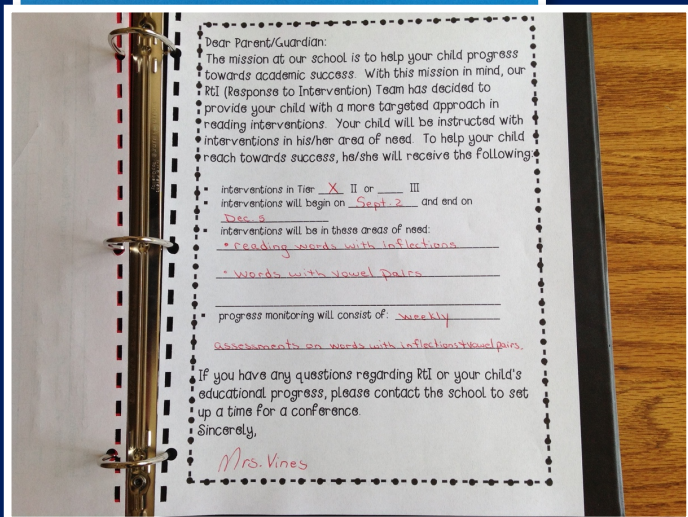 Dear Parent/Guardian:
The mission at our school is to help your child progress
towards academic success. With this mission in mind, our
RtI (Response to Intervention) Team has decided to
provide your child with a more targeted approach in
reading interventions. Your child will be instructed with
interventions in his/her area of need. To help your child
reach towards success, he/she will receive the following:
▪ interventions in Tier X II or ____ III
▪ interventions will begin on Sept. 2 and end on
Dec. 5
▪ interventions will be in these areas of need:
• reading words with inflections
• words with vowel pairs
▪ progress monitoring will consist of: weekly
assessments on words with inflections + vowel pairs.
If you have any questions regarding RtI or your child's
educational progress, please contact the school to set
up a time for a conference.
Sincerely,
Mrs. Vines